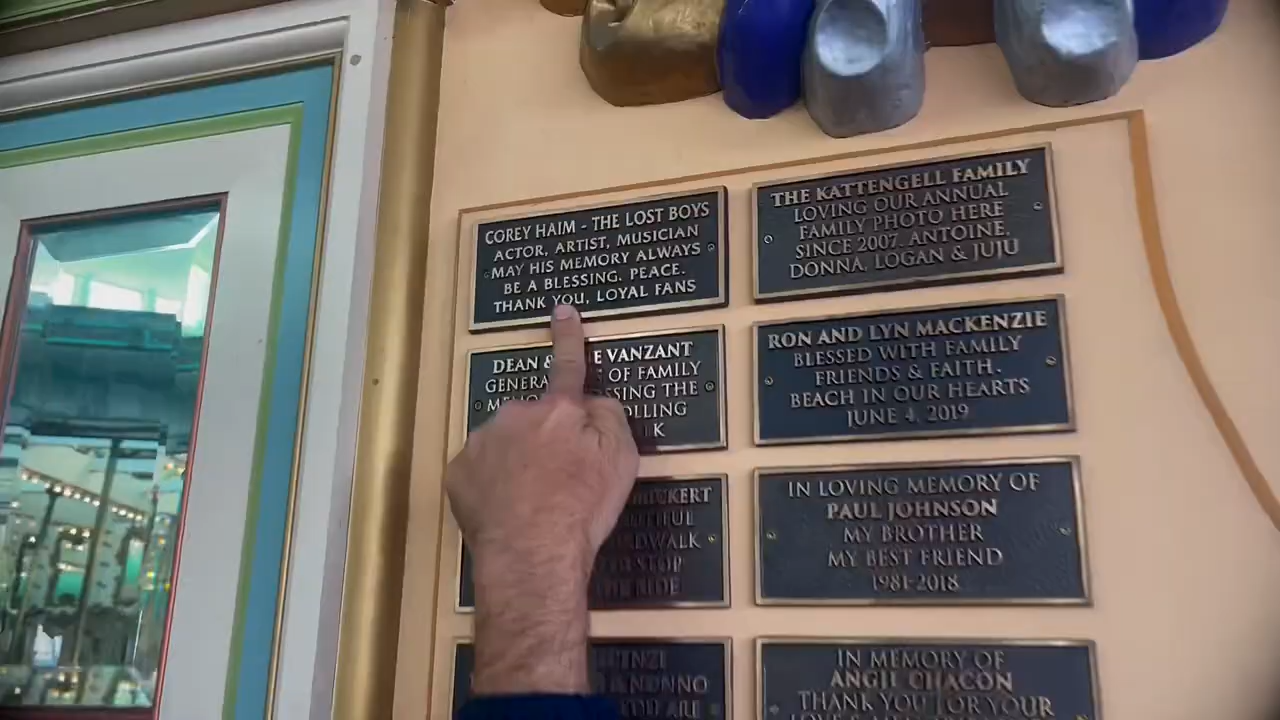 COREY HAIM - THE LOST BOYS
ACTOR, ARTIST, MUSICIAN
MAY HIS MEMORY ALWAYS
BE A BLESSING. PEACE.
THANK YOU, LOYAL FANS
THE KATTENGELL FAMILY
LOVING OUR ANNUAL
FAMILY PHOTO HERE
SINCE 2007. ANTOINE,
DONNA, LOGAN & JUJU
DEAN & VANZANT
OF FAMILY
THE
RON AND LYN MACKENZIE
BLESSED WITH FAMILY
FRIENDS & FAITH.
BEACH IN OUR HEARTS
JUNE 4, 2019
STOP
RIDE
IN LOVING MEMORY OF
PAUL JOHNSON
MY BROTHER
MY BEST FRIEND
1981-2018
NUNNO
ALL
IN MEMORY OF
ANGIE CHACON
THANK YOU FOR YOUR